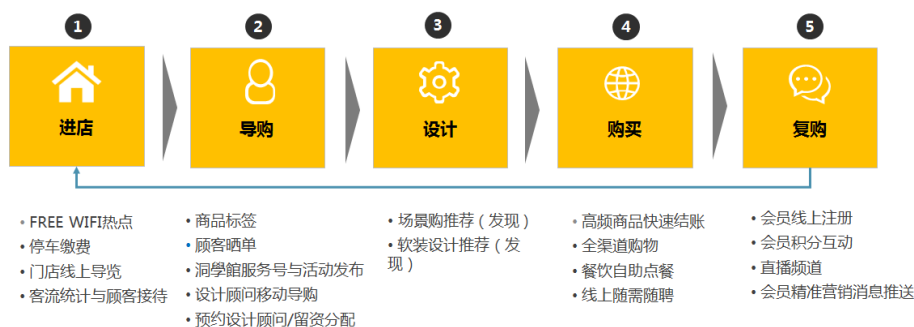 1
2
3
4
5
进店
导购
设计
购买
复购
• FREE WIFI热点
• 停车缴费
• 门店线上导览
• 客流统计与顾客接待
• 商品标签
• 顾客晒单
• 洞學館服务号与活动发布
• 设计顾问移动导购
• 预约设计顾问/留资分配
• 场景购推荐（发现）
• 软装设计推荐（发
现）
• 高频商品快速结账
• 全渠道购物
• 餐饮自助点餐
• 线上随需随聘
• 会员线上注册
• 会员积分互动
• 直播频道
• 会员精准营销消息推送